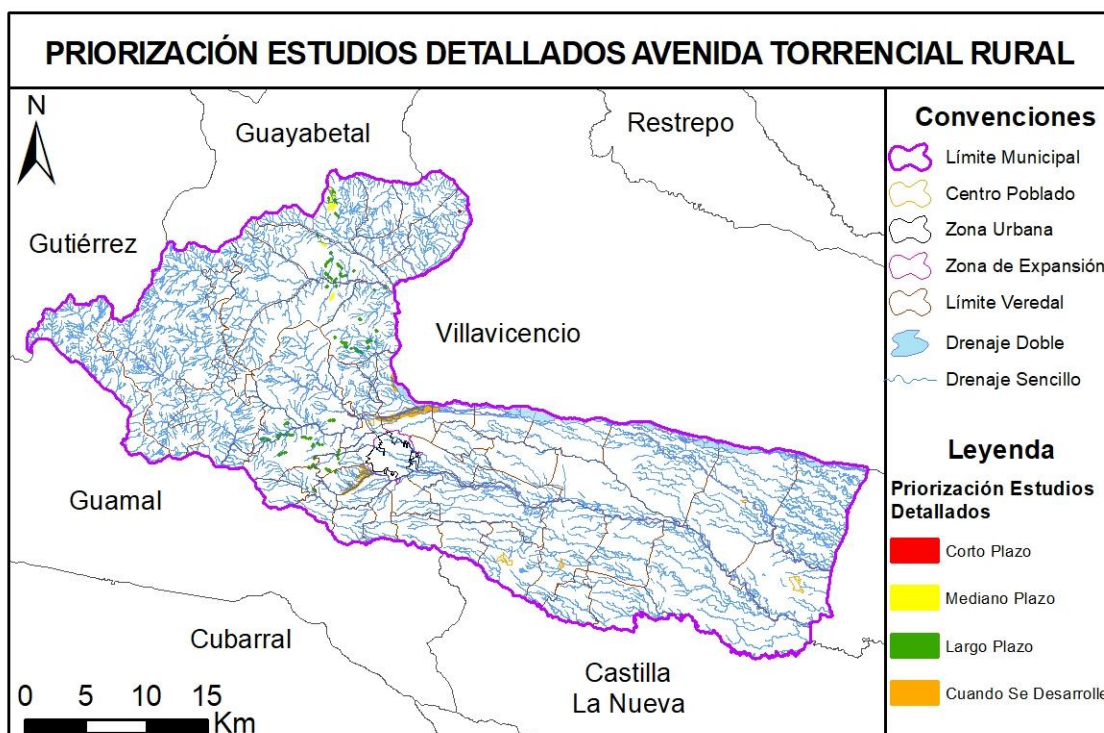 PRIORIZACIÓN ESTUDIOS DETALLADOS AVENIDA TORRENCIAL RURAL
N
Guayabetal
Restrepo
Gutiérrez
Villavicencio
Guamal
Cubarral
Castilla
La Nueva
0 5 10 15
Km
Convenciones
Límite Municipal
Centro Poblado
Zona Urbana
Zona de Expansión
Límite Veredal
Drenaje Doble
Drenaje Sencillo
Leyenda
Priorización Estudios
Detallados
Corto Plazo
Mediano Plazo
Largo Plazo
Cuando Se Desarrolle